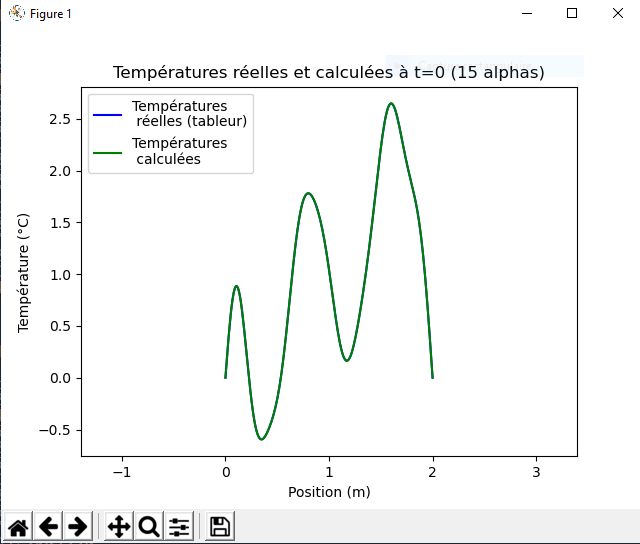 Figure 1
Températures réelles et calculées à t=0 (15 alphas)
Températures
réelles (tableur)
Températures
calculées
2.5
2.0
1.5
1.0
0.5
0.0
−0.5
Température (°C)
−1
0
1
2
3
Position (m)